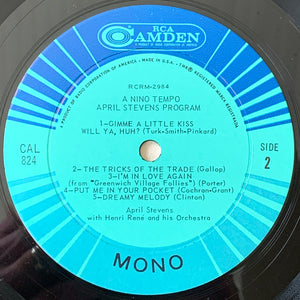 RCA
CAMDEN
A PRODUCT OF RADIO CORPORATION OF AMERICA
PRODUCT OF RADIO CORPORATION OF AMERICA • MADE IN U.S.A. • TMK(S) ® REGISTERED • MARCA REGISTRADA
RCRM-2984
A NINO TEMPO
APRIL STEVENS PROGRAM
1-GIMME A LITTLE KISS
WILL YA, HUH? (Turk-Smith-Pinkard)
CAL
824
SIDE
2
2-THE TRICKS OF THE TRADE (Gallop)
3-I'M IN LOVE AGAIN
(from "Greenwich Village Follies") (Porter)
4-PUT ME IN YOUR POCKET (Cochran-Grant)
5-DREAMY MELODY (Clinton)
April Stevens
with Henri René and his Orchestra
MONO